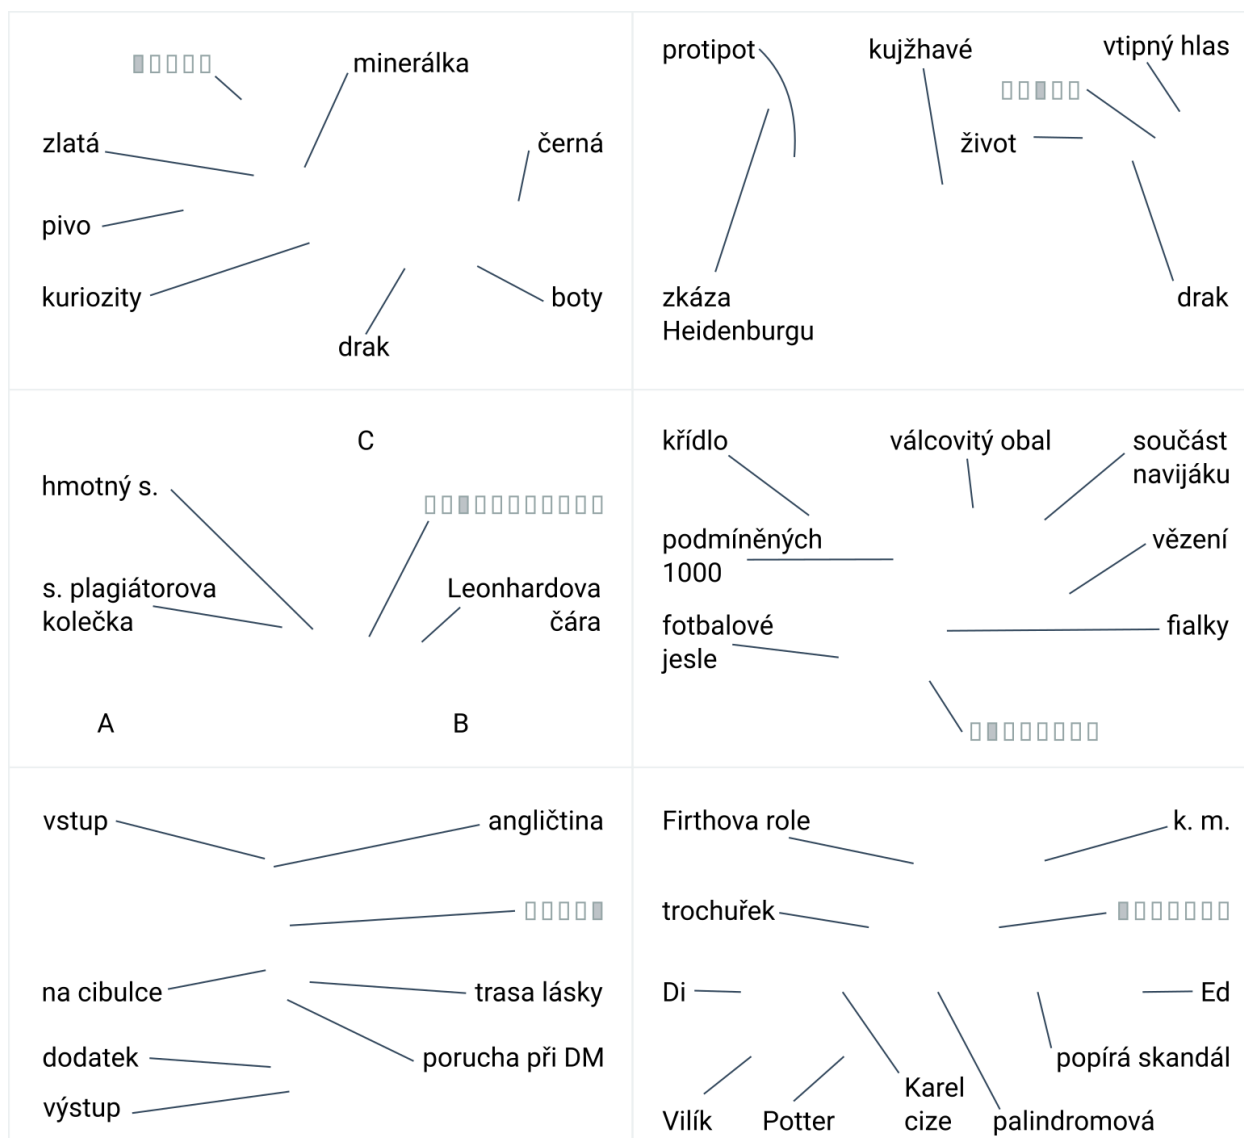 minerálka
zlatá
černá
pivo
kuriozity
boty
drak
protipot
kujžhavé
vtipný hlas
život
zkáza
Heidenburgu
drak
C
hmotný s.
s. plagiátorova
kolečka
Leonhardova
čára
A
B
křídlo
válcovitý obal
součást
navijáku
podmíněných
1000
vězení
fotbalové
jesle
fialky
vstup
angličtina
na cibulce
trasa lásky
dodatek
porucha při DM
výstup
Firthova role
k. m.
trochuřek
Di
Ed
popírá skandál
Karel
cize
Vilík
Potter
palindromová